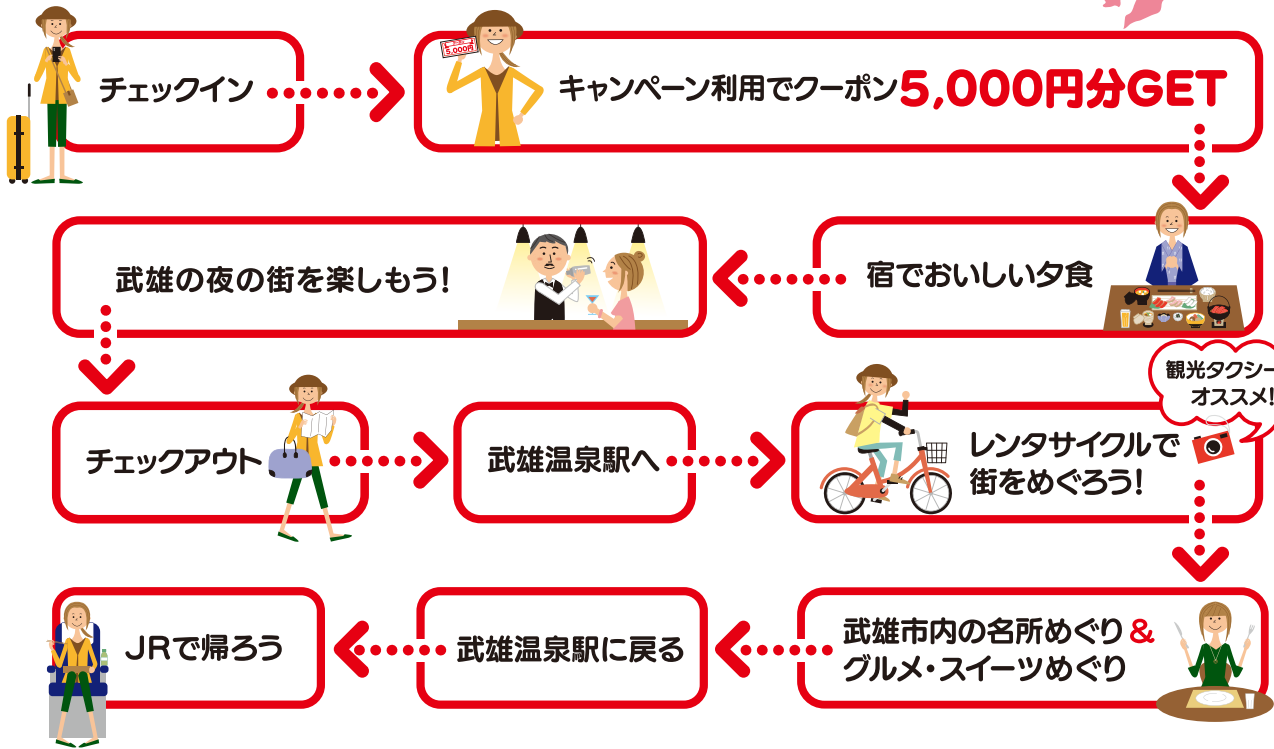 チェックイン
5,000円
キャンペーン利用でクーポン5,000円分GET
宿でおいしい夕食
武雄の夜の街を楽しもう!
チェックアウト
武雄温泉駅へ
レンタサイクルで
街をめぐろう!
観光タクシー
オススメ!
武雄市内の名所めぐり&
グルメ・スイーツめぐり
武雄温泉駅に戻る
JRで帰ろう